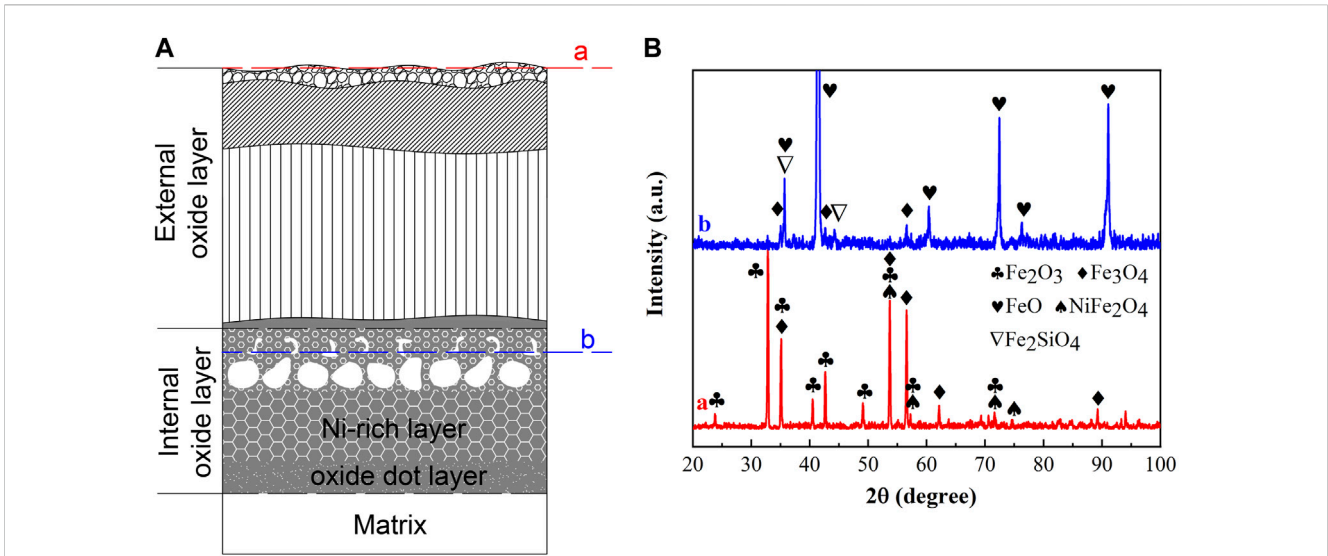 A
a
External
oxide layer
b
Internal
oxide layer
Ni-rich layer
oxide dot layer
Matrix
B
Intensity (a.u.)
b
♣Fe₂O₃ ♦Fe₃O₄
♥FeO ♠NiFe₂O₄
▽Fe₂SiO₄
a
20 30 40 50 60 70 80 90 100
2θ (degree)